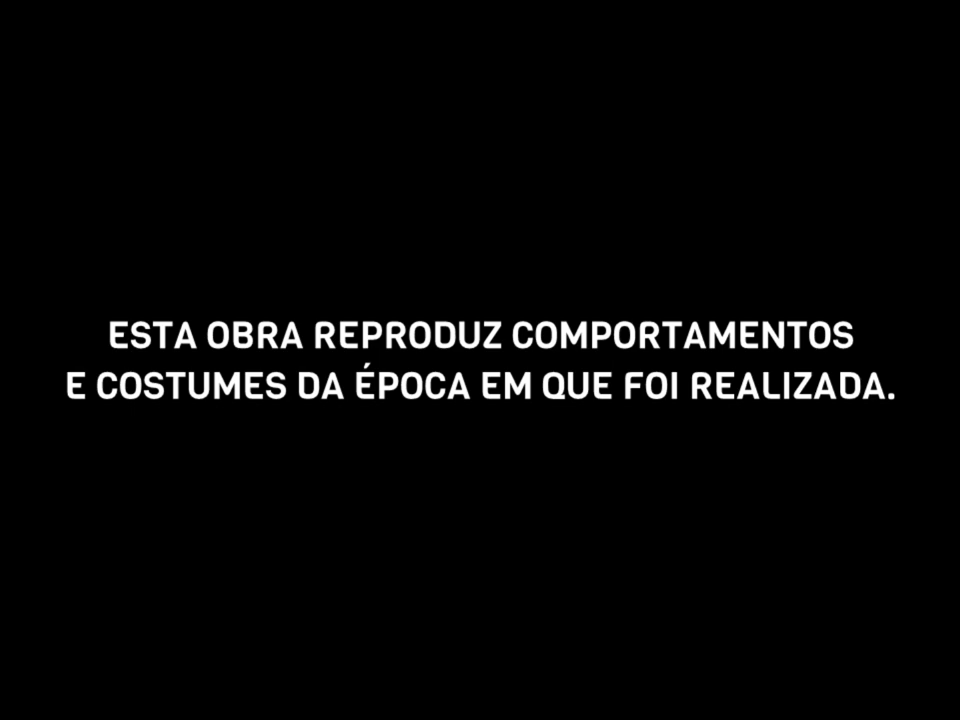 ESTA OBRA REPRODUZ COMPORTAMENTOS
E COSTUMES DA ÉPOCA EM QUE FOI REALIZADA.